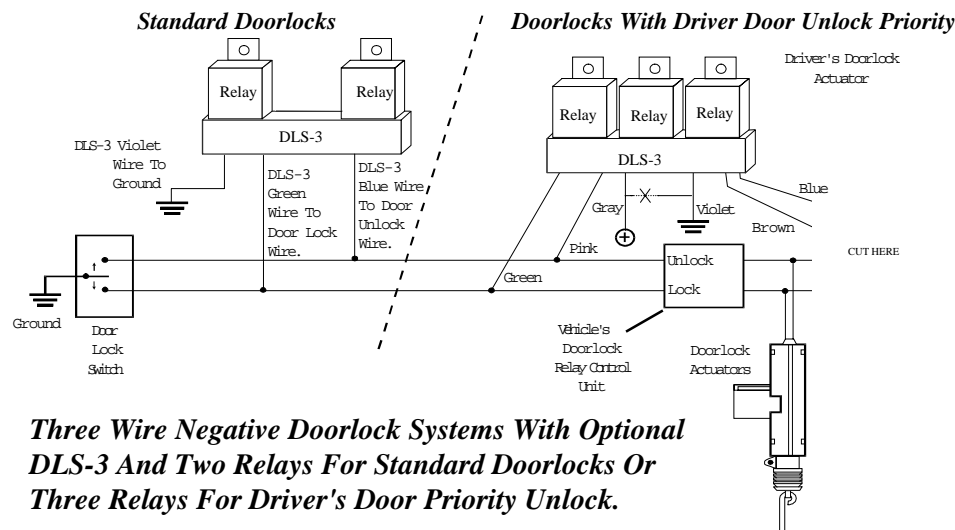 Standard Doorlocks
Doorlocks With Driver Door Unlock Priority
Driver's Doorlock
Actuator
Relay
Relay
Relay
Relay
Relay
DLS-3
DLS-3
DLS-3 Violet
Wire To
Ground
DLS-3
Green
Wire To
Door Lock
Wire.
DLS-3
Blue Wire
To Door
Unlock
Wire.
Gray
X
Violet
Blue
Brown
Pink
Green
CUT HERE
Unlock
Lock
Ground
Door
Lock
Switch
Vehicle's
Doorlock
Relay Control
Unit
Doorlock
Actuators
Three Wire Negative Doorlock Systems With Optional
DLS-3 And Two Relays For Standard Doorlocks Or
Three Relays For Driver's Door Priority Unlock.